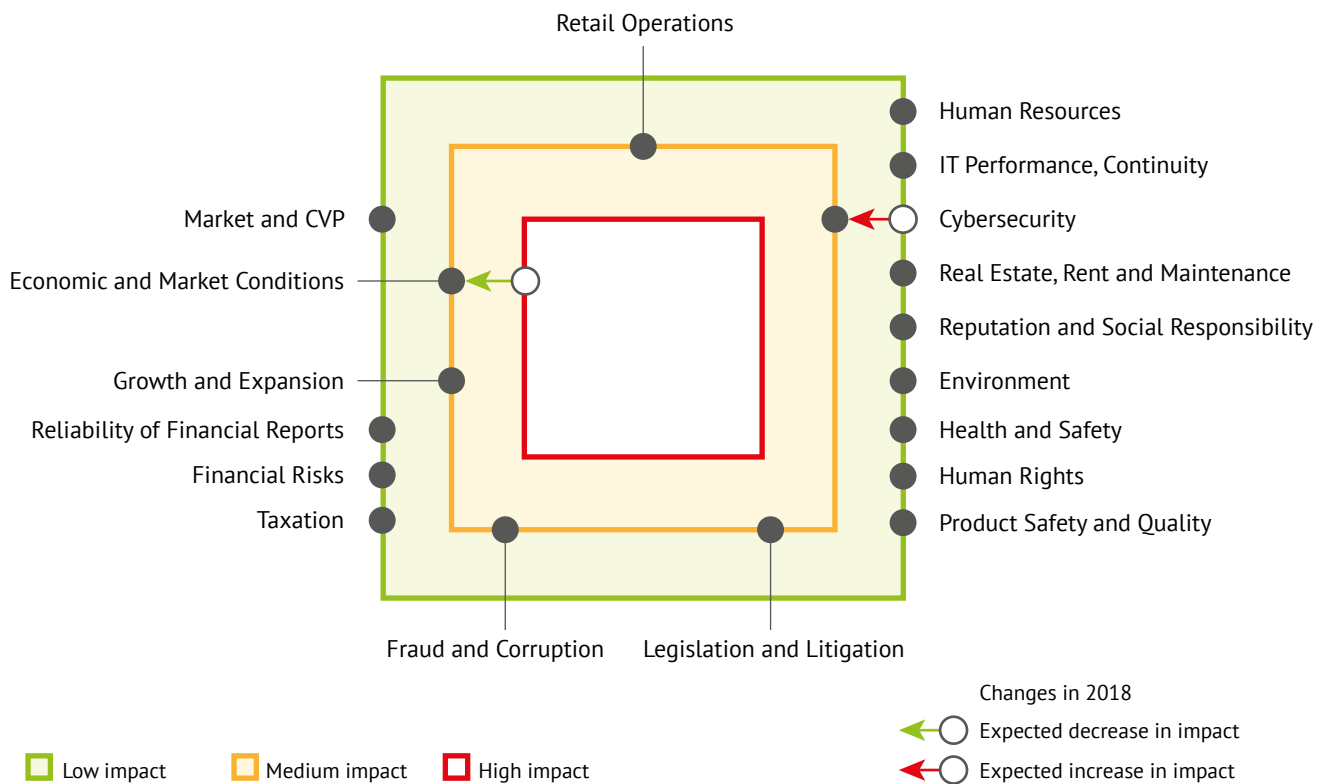 Retail Operations
Human Resources
IT Performance, Continuity
Market and CVP
Cybersecurity
Economic and Market Conditions
Real Estate, Rent and Maintenance
Reputation and Social Responsibility
Growth and Expansion
Environment
Reliability of Financial Reports
Health and Safety
Financial Risks
Human Rights
Taxation
Product Safety and Quality
Fraud and Corruption
Legislation and Litigation
Changes in 2018
Expected decrease in impact
Low impact
Medium impact
High impact
Expected increase in impact